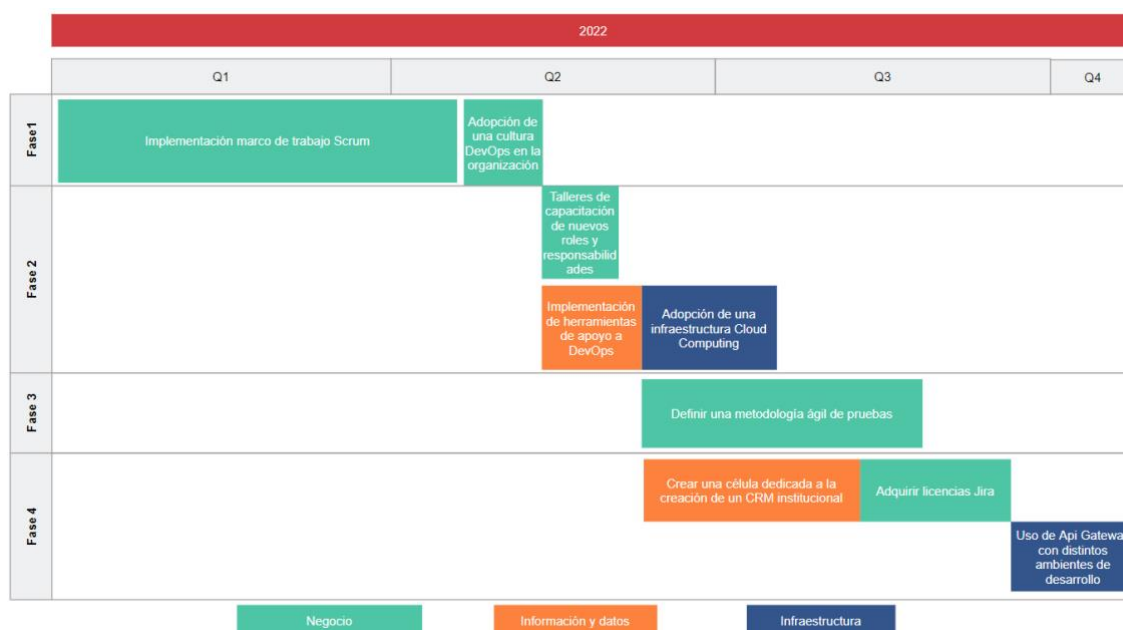 2022
Q1
Q2
Q3
Q4
Fase1
Implementación marco de trabajo Scrum
Adopción de
una cultura
DevOps en la
organización
Fase 2
Talleres de
capacitación
de nuevos
roles y
responsabilid
ades
Implementación
de herramientas
de apoyo a
DevOps
Adopción de una
infraestructura Cloud
Computing
Fase 3
Definir una metodología ágil de pruebas
Fase 4
Crear una célula dedicada a la
creación de un CRM institucional
Adquirir licencias Jira
Uso de Api Gatewa
con distintos
ambientes de
desarrollo
Negocio
Información y datos
Infraestructura